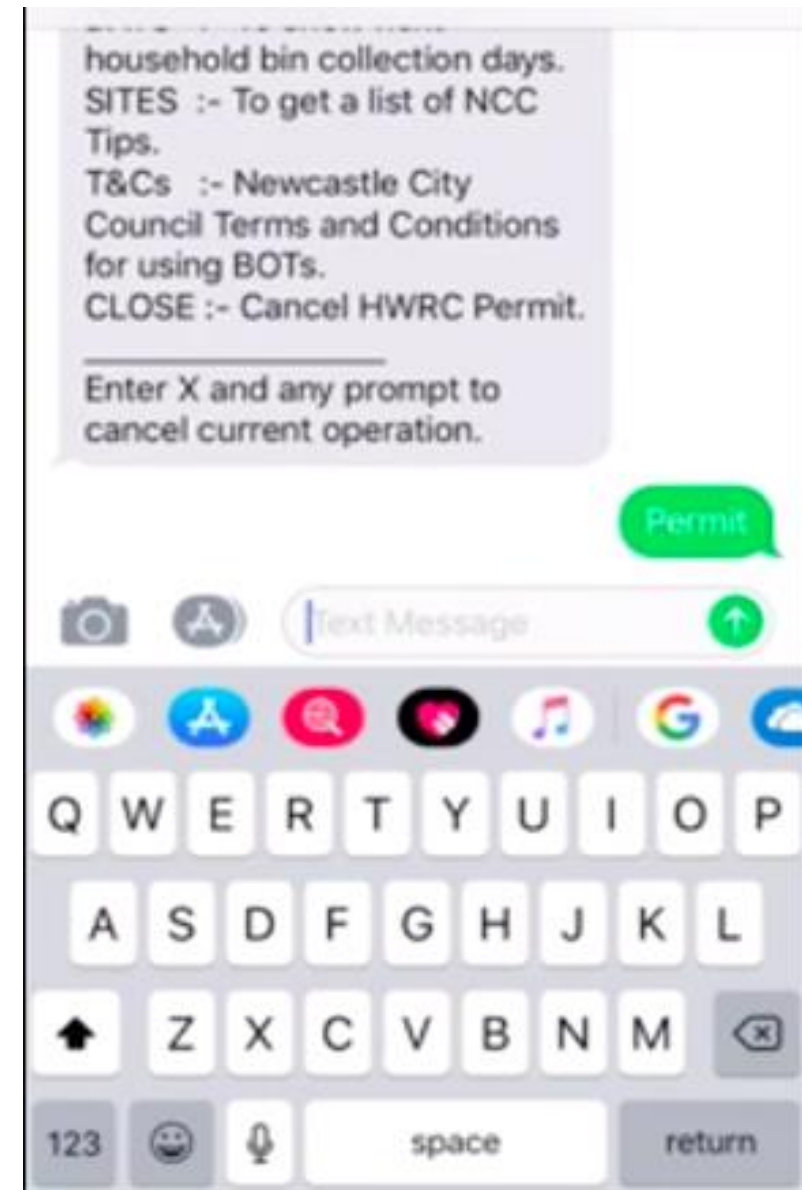 household bin collection days.
SITES :- To get a list of NCC
Tips.
T&Cs :- Newcastle City
Council Terms and Conditions
for using BOTs.
CLOSE :- Cancel HWRC Permit.
Enter X and any prompt to
cancel current operation.
Permit
Text Message
Q W E R T Y U I O P
A S D F G H J K L
Z X C V B N M
123 space return